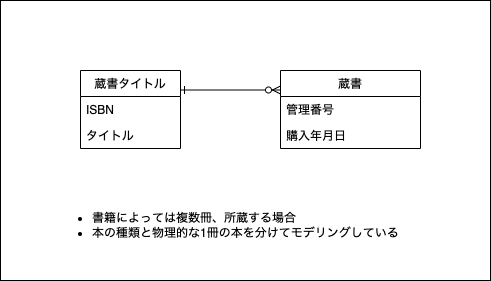 蔵書タイトル
ISBN
タイトル
蔵書
管理番号
購入年月日
書籍によっては複数冊、所蔵する場合
本の種類と物理的な1冊の本を分けてモデリングしている